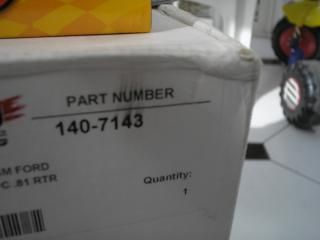 PART NUMBER
140-7143
FORD
.81 RTR
Quantity:
1